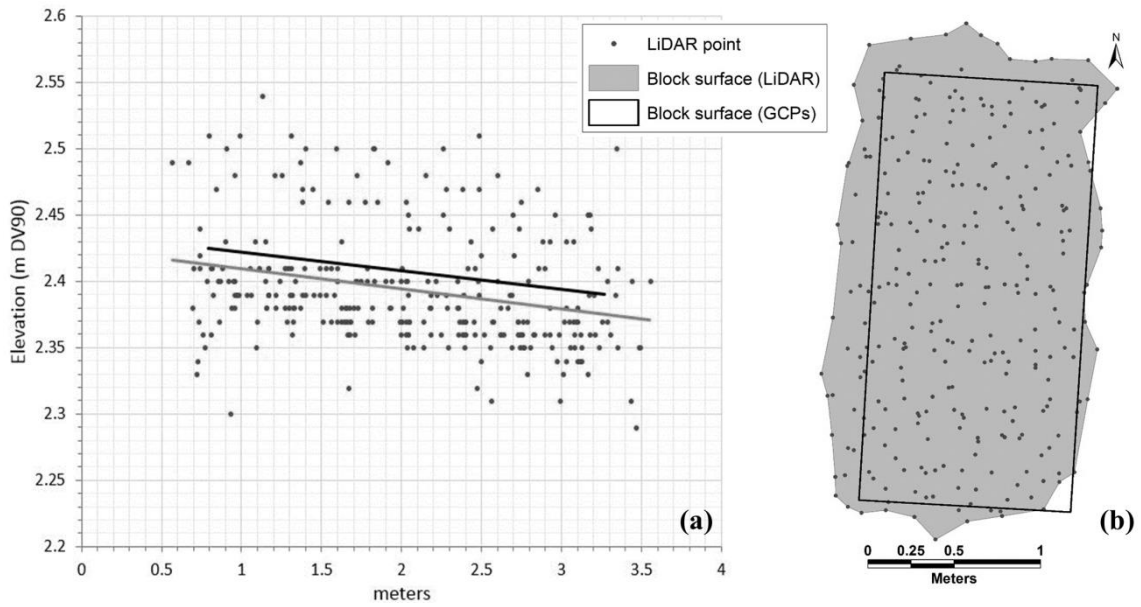 2.6
2.55
2.5
2.45
2.4
2.35
2.3
2.25
2.2
Elevation (m DV90)
0
0.5
1
1.5
2
2.5
3
3.5
4
meters
(a)
LiDAR point
Block surface (LiDAR)
Block surface (GCPs)
N
(b)
0 0.25 0.5 1
Meters